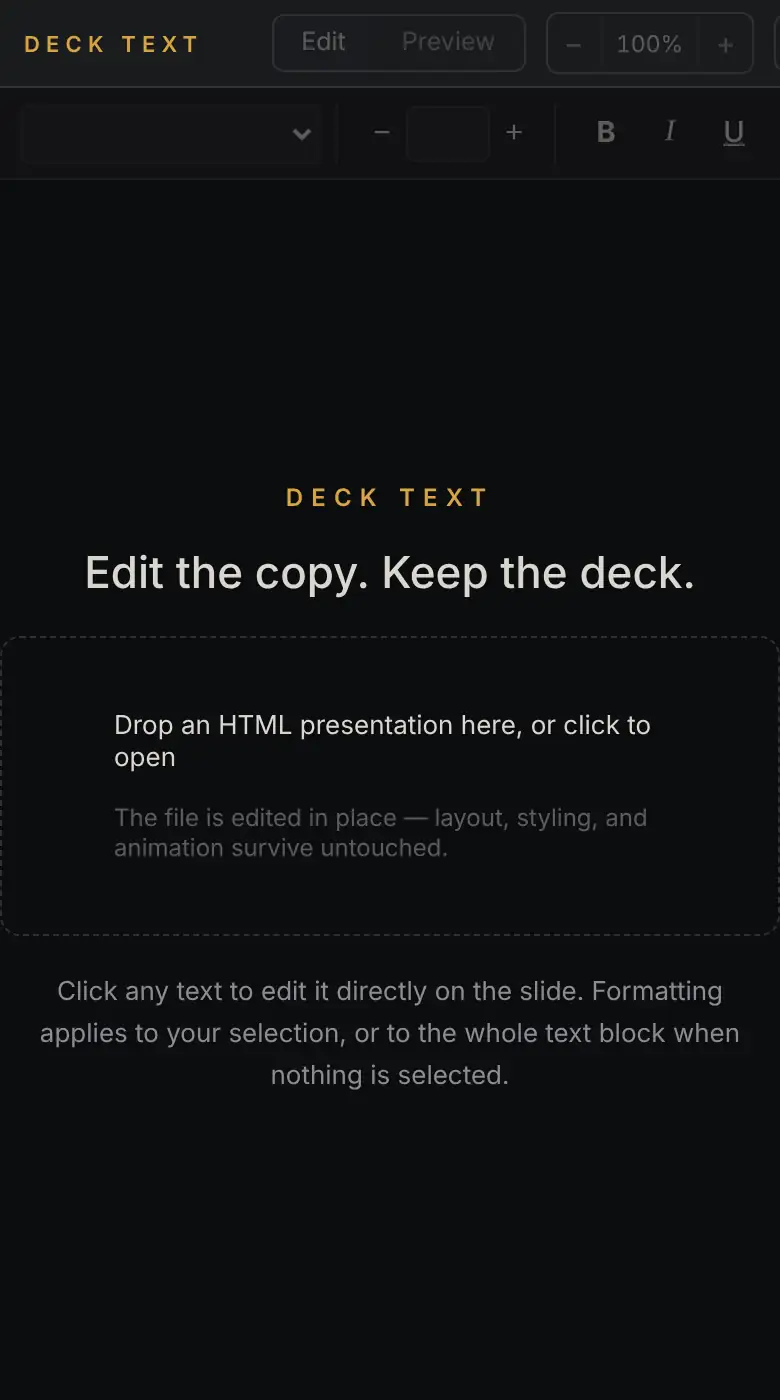 DECK TEXT
Edit Preview − 100% +
− + B I U
DECK TEXT
Edit the copy. Keep the deck.
Drop an HTML presentation here, or click to
open
The file is edited in place — layout, styling, and
animation survive untouched.
Click any text to edit it directly on the slide. Formatting
applies to your selection, or to the whole text block when
nothing is selected.